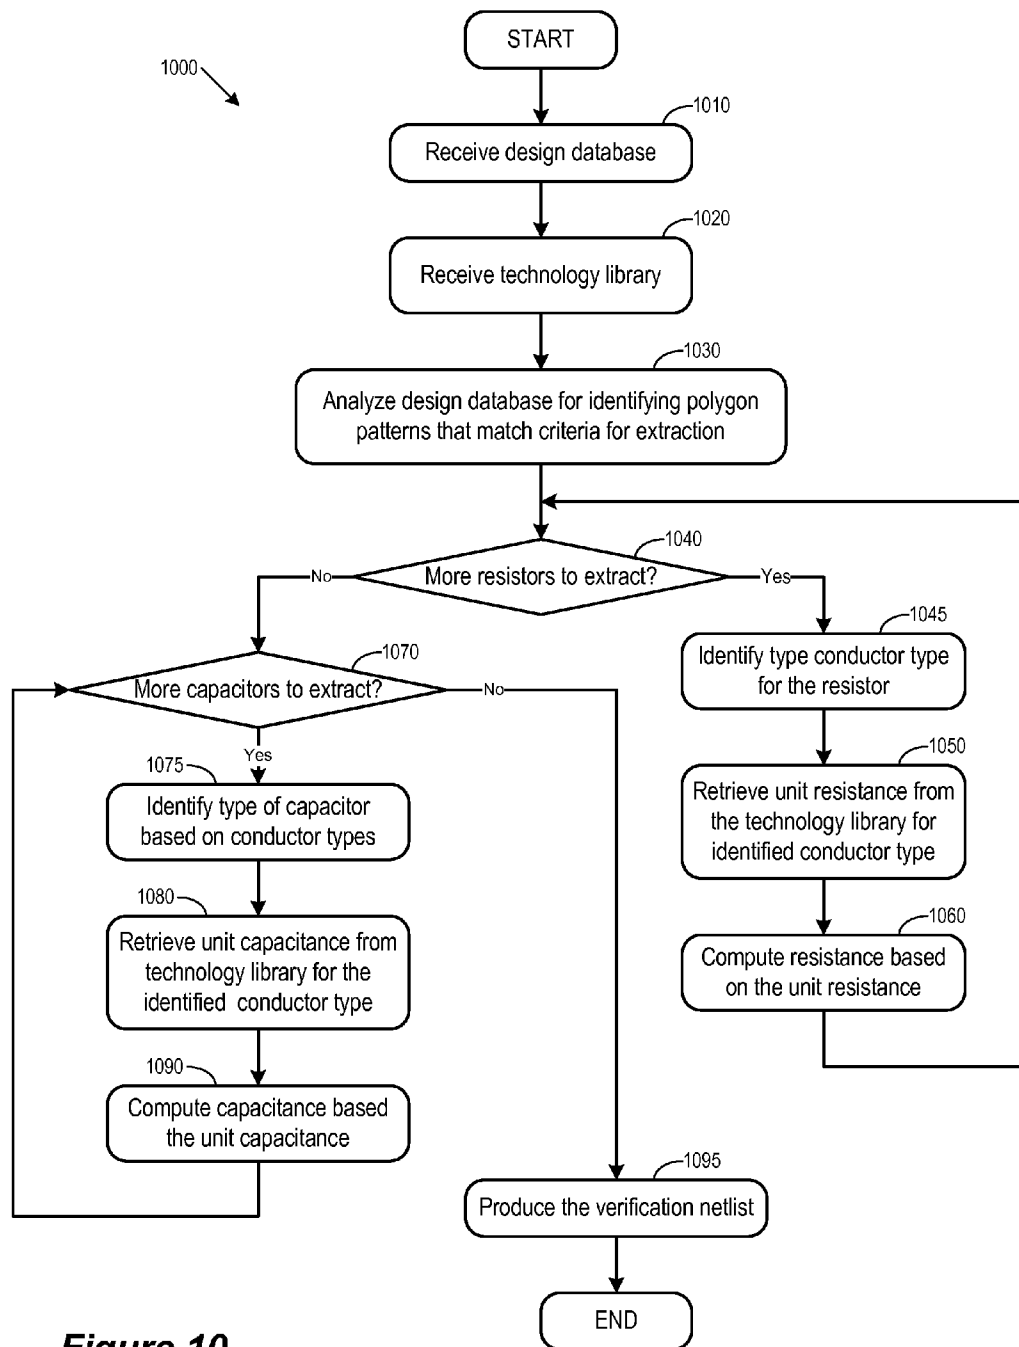 START
1000
1010
Receive design database
1020
Receive technology library
1030
Analyze design database for identifying polygon
patterns that match criteria for extraction
1040
More resistors to extract?
No
Yes
1045
Identify type conductor type
for the resistor
1050
Retrieve unit resistance from
the technology library for
identified conductor type
1060
Compute resistance based
on the unit resistance
1070
More capacitors to extract?
No
Yes
1075
Identify type of capacitor
based on conductor types
1080
Retrieve unit capacitance from
technology library for the
identified conductor type
1090
Compute capacitance based
the unit capacitance
1095
Produce the verification netlist
END
Figure 10